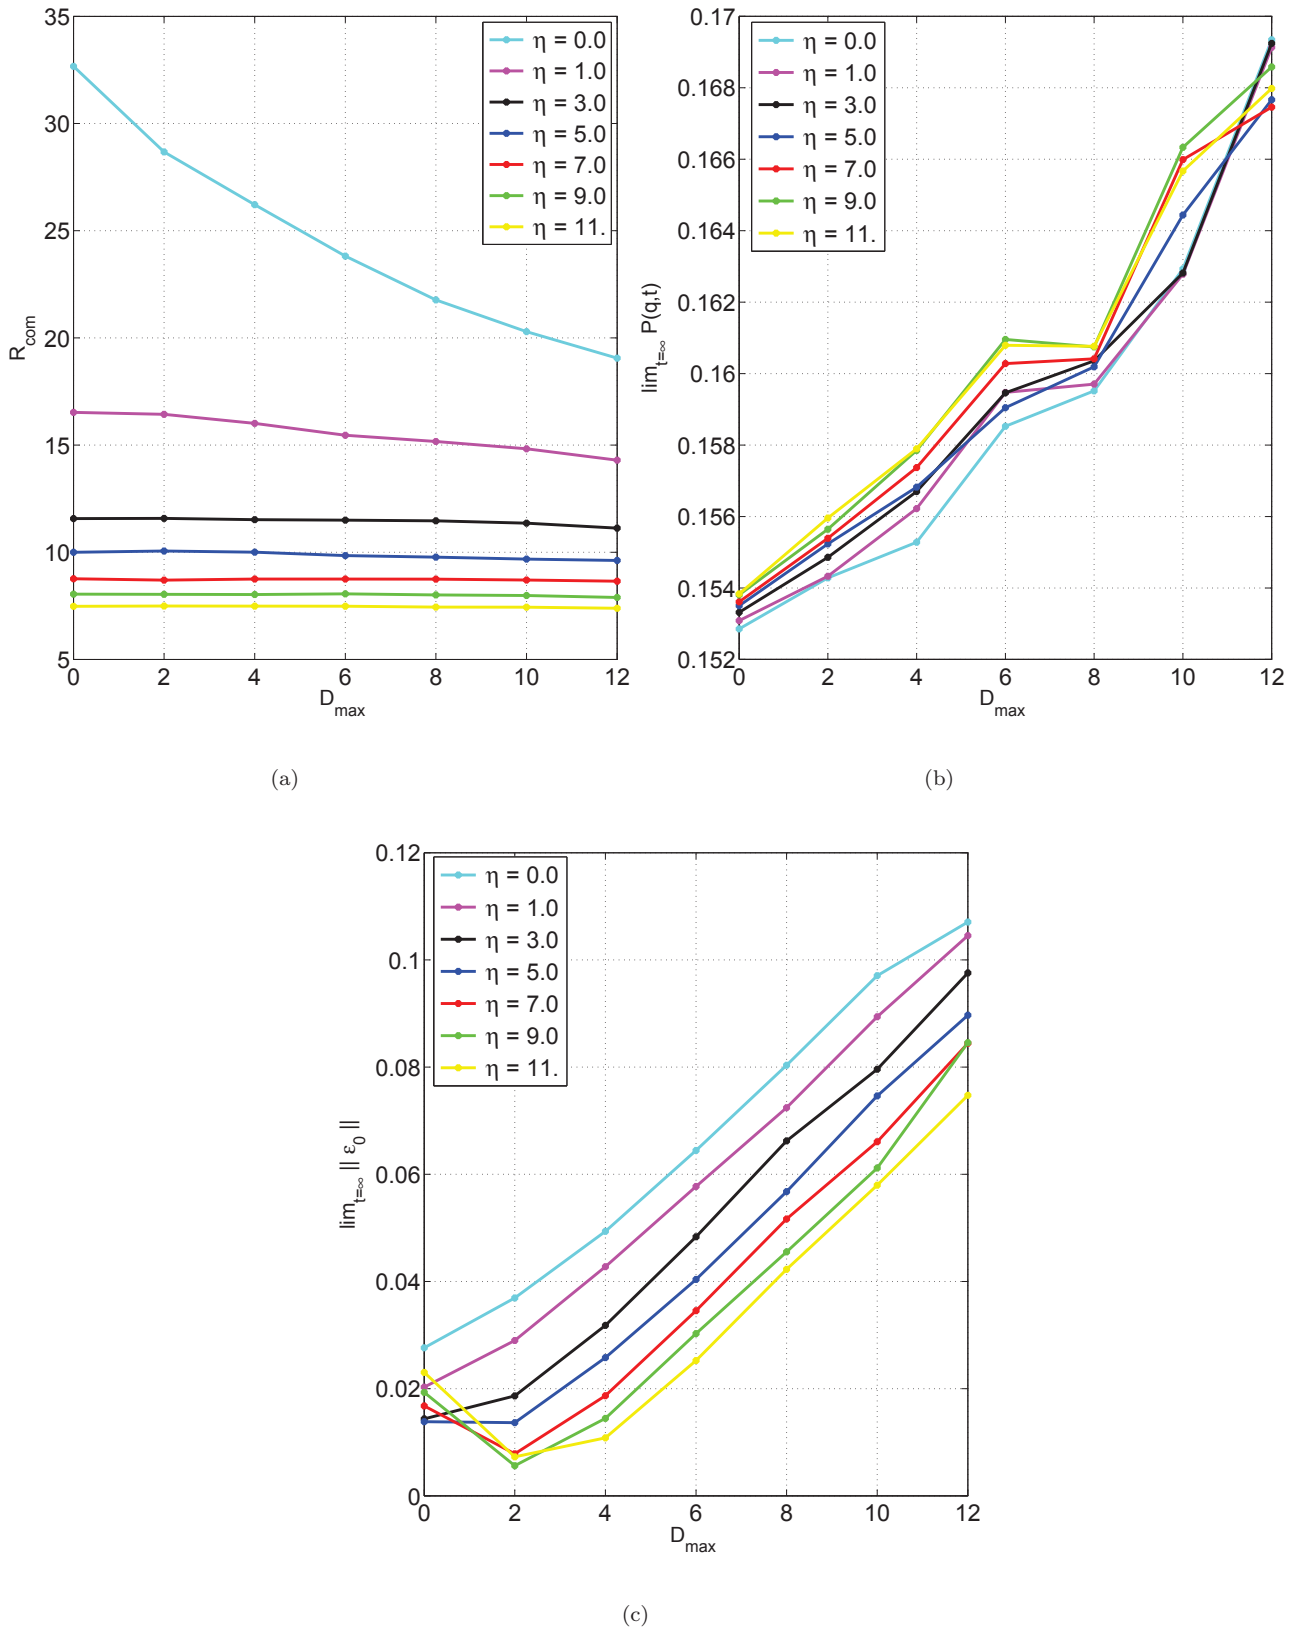 35
30
25
20
15
10
5
0 2 4 6 8 10 12
R_com
D_max
η = 0.0
η = 1.0
η = 3.0
η = 5.0
η = 7.0
η = 9.0
η = 11.
(a)
0.17
0.168
0.166
0.164
0.162
0.16
0.158
0.156
0.154
0.152
0 2 4 6 8 10 12
lim_t=∞ P(q,t)
D_max
η = 0.0
η = 1.0
η = 3.0
η = 5.0
η = 7.0
η = 9.0
η = 11.
(b)
0.12
0.1
0.08
0.06
0.04
0.02
0
0 2 4 6 8 10 12
lim_t=∞ || ε_0 ||
D_max
η = 0.0
η = 1.0
η = 3.0
η = 5.0
η = 7.0
η = 9.0
η = 11.
(c)